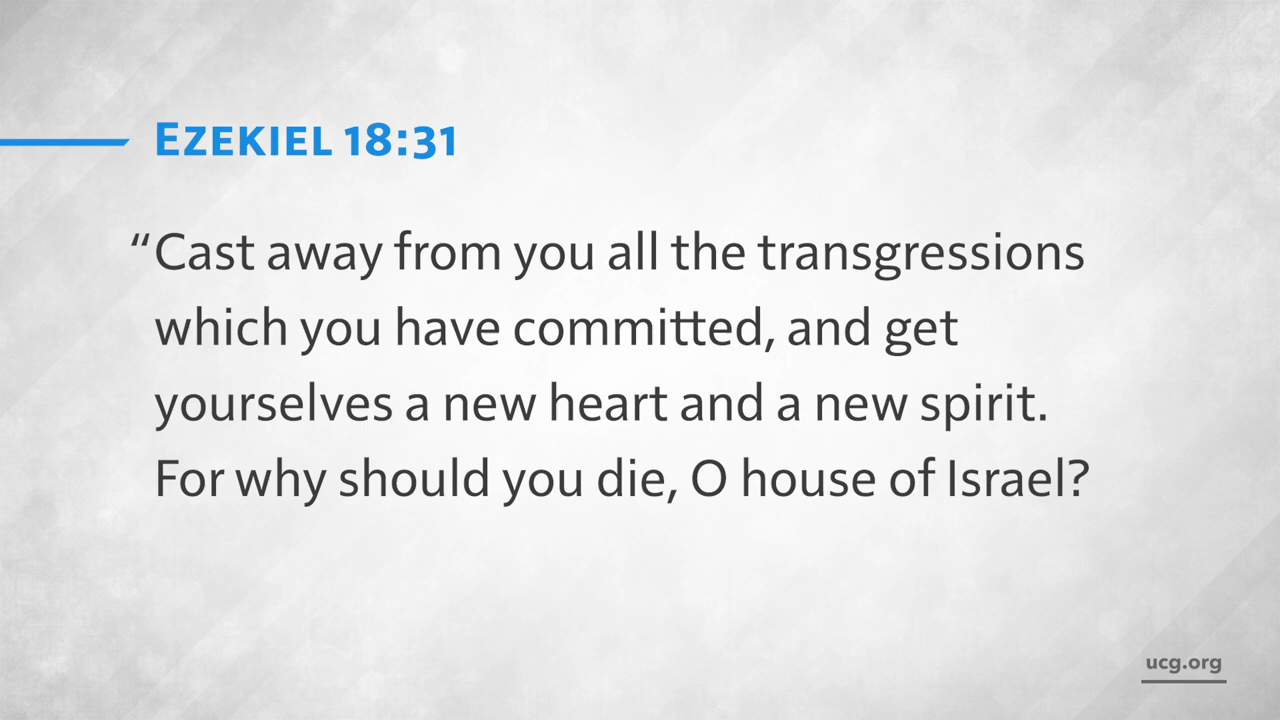 EZEKIEL 18:31
“Cast away from you all the transgressions
which you have committed, and get
yourselves a new heart and a new spirit.
For why should you die, O house of Israel?
ucg.org